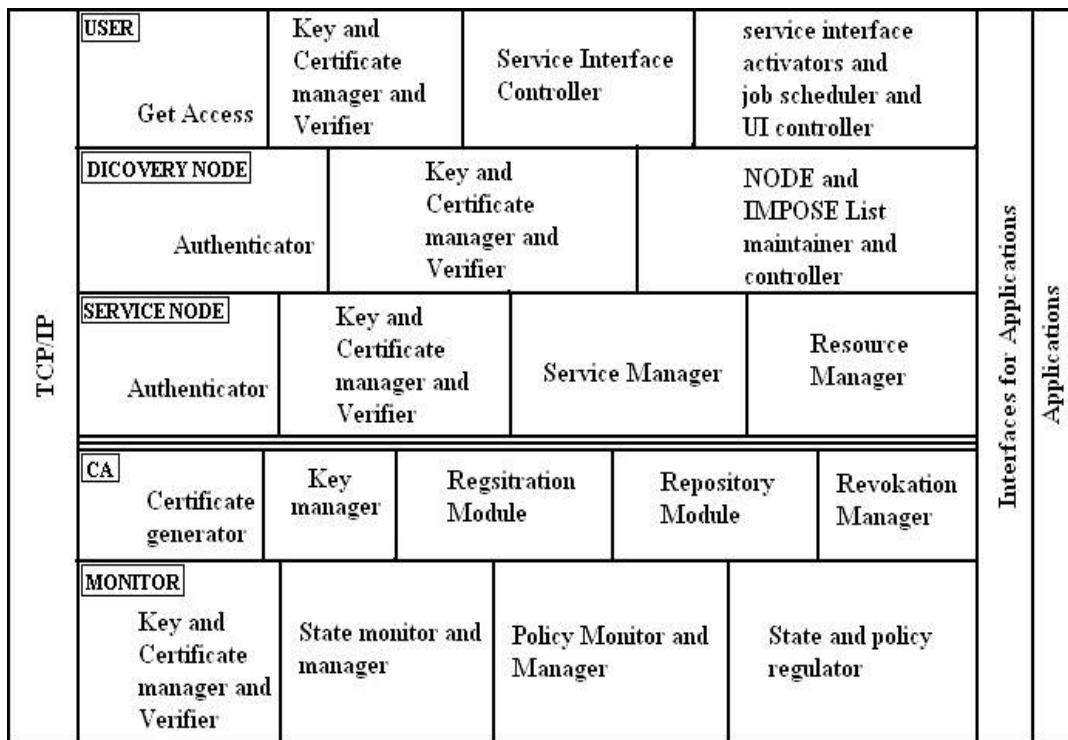 TCP/IP
USER
Get Access
Key and
Certificate
manager and
Verifier
Service Interface
Controller
service interface
activators and
job scheduler and
UI controller
DICOVERY NODE
Authenticator
Key and
Certificate
manager and
Verifier
NODE and
IMPOSE List
maintainer and
controller
SERVICE NODE
Authenticator
Key and
Certificate
manager and
Verifier
Service Manager
Resource
Manager
CA
Certificate
generator
Key
manager
Regsitration
Module
Repository
Module
Revokation
Manager
MONITOR
Key and
Certificate
manager and
Verifier
State monitor and
manager
Policy Monitor and
Manager
State and policy
regulator
Interfaces for Applications
Applications